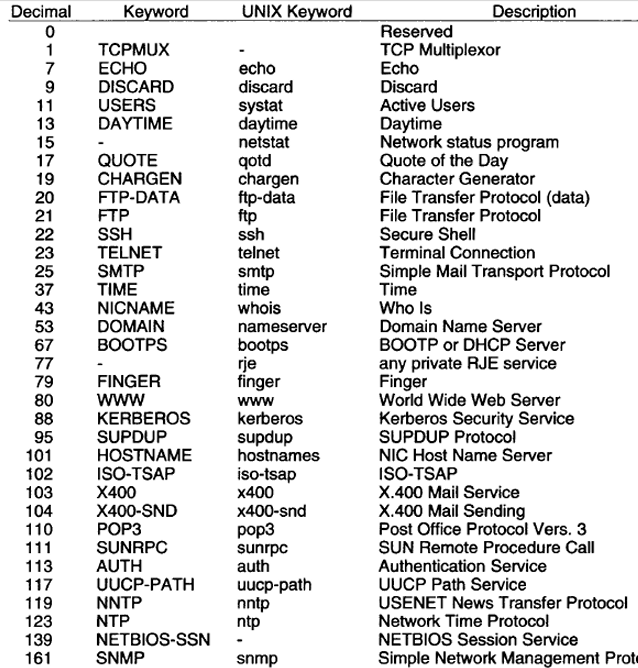 Decimal Keyword UNIX Keyword Description
0 Reserved
1 TCPMUX - TCP Multiplexor
7 ECHO echo Echo
9 DISCARD discard Discard
11 USERS systat Active Users
13 DAYTIME daytime Daytime
15 - netstat Network status program
17 QUOTE qotd Quote of the Day
19 CHARGEN chargen Character Generator
20 FTP-DATA ftp-data File Transfer Protocol (data)
21 FTP ftp File Transfer Protocol
22 SSH ssh Secure Shell
23 TELNET telnet Terminal Connection
25 SMTP smtp Simple Mail Transport Protocol
37 TIME time Time
43 NICNAME whois Who Is
53 DOMAIN nameserver Domain Name Server
67 BOOTPS bootps BOOTP or DHCP Server
77 - rje any private RJE service
79 FINGER finger Finger
80 WWW www World Wide Web Server
88 KERBEROS kerberos Kerberos Security Service
95 SUPDUP supdup SUPDUP Protocol
101 HOSTNAME hostnames NIC Host Name Server
102 ISO-TSAP iso-tsap ISO-TSAP
103 X400 x400 X.400 Mail Service
104 X400-SND x400-snd X.400 Mail Sending
110 POP3 pop3 Post Office Protocol Vers. 3
111 SUNRPC sunrpc SUN Remote Procedure Call
113 AUTH auth Authentication Service
117 UUCP-PATH uucp-path UUCP Path Service
119 NNTP nntp USENET News Transfer Protocol
123 NTP ntp Network Time Protocol
139 NETBIOS-SSN - NETBIOS Session Service
161 SNMP snmp Simple Network Management Proto